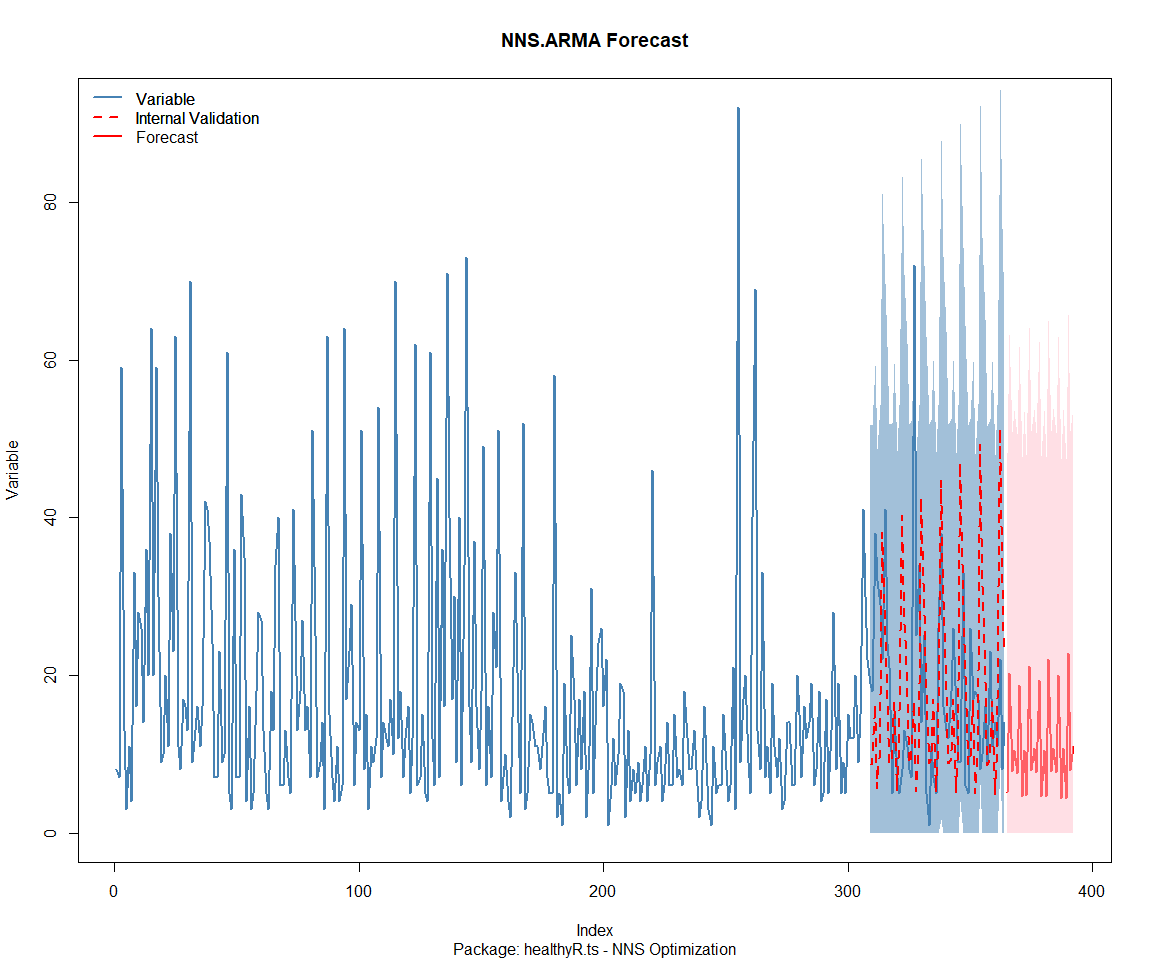 NNS.ARMA Forecast
Variable
Internal Validation
Forecast
Variable
80
60
40
20
0
0 100 200 300 400
Index
Package: healthyR.ts - NNS Optimization